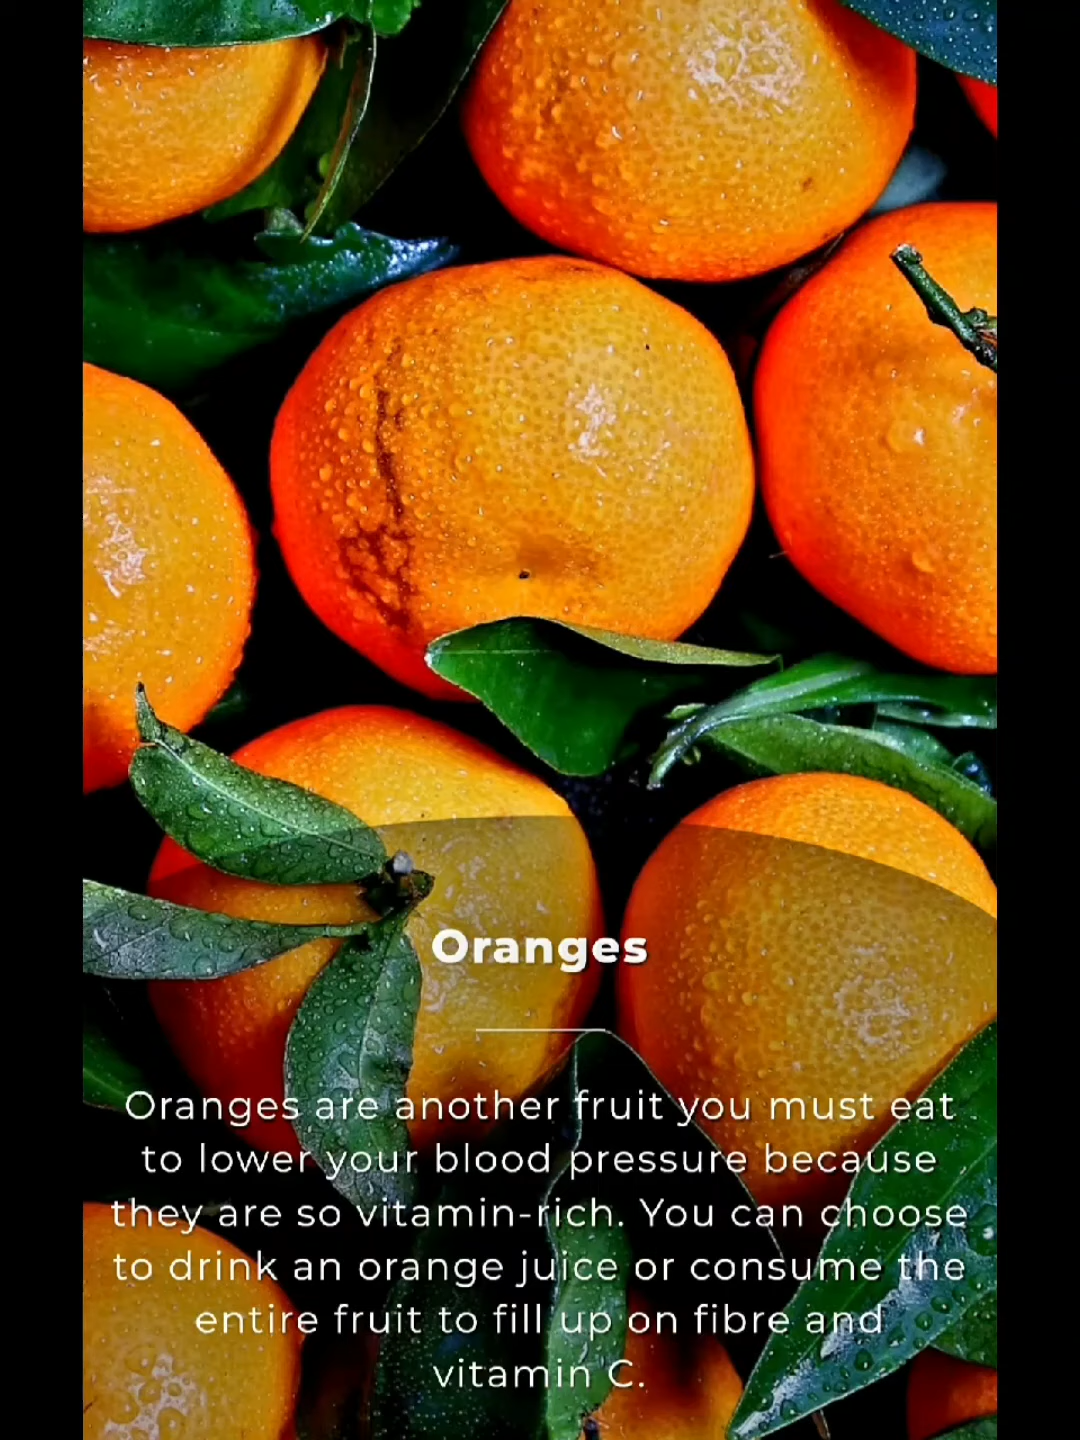 Oranges
Oranges are another fruit you must eat
to lower your blood pressure because
they are so vitamin-rich. You can choose
to drink an orange juice or consume the
entire fruit to fill up on fibre and
vitamin C.